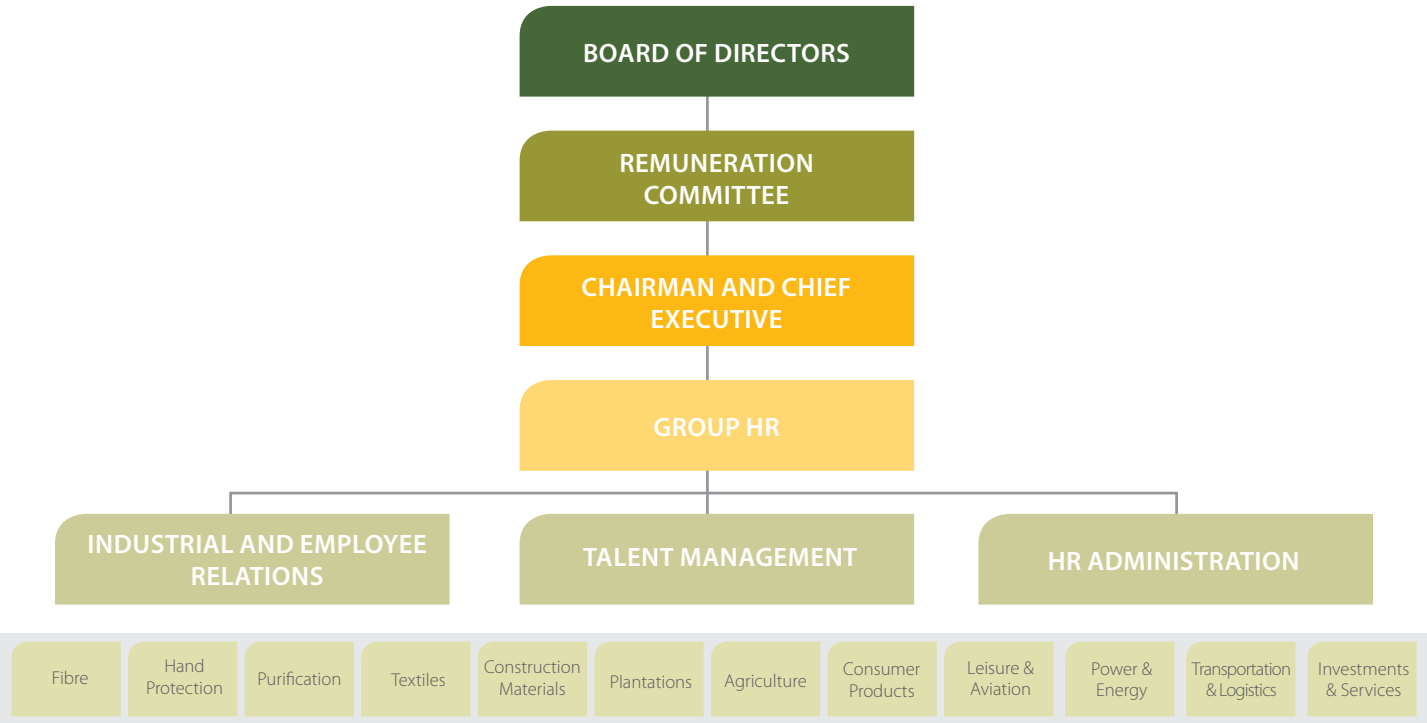 BOARD OF DIRECTORS
REMUNERATION
COMMITTEE
CHAIRMAN AND CHIEF
EXECUTIVE
GROUP HR
INDUSTRIAL AND EMPLOYEE
RELATIONS
TALENT MANAGEMENT
HR ADMINISTRATION
Fibre
Hand
Protection
Purification
Textiles
Construction
Materials
Plantations
Agriculture
Consumer
Products
Leisure &
Aviation
Power &
Energy
Transportation
& Logistics
Investments
& Services